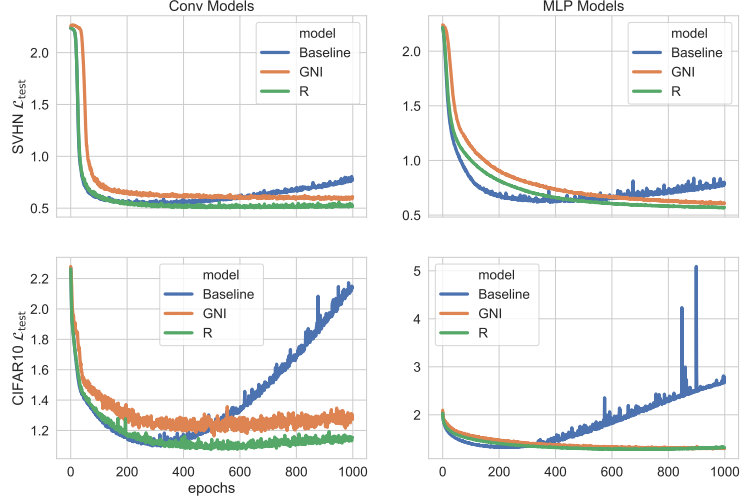 Conv Models
MLP Models
SVHN ℒtest
2.0
1.5
1.0
0.5
model
Baseline
GNI
R
2.0
1.5
1.0
0.5
model
Baseline
GNI
R
CIFAR10 ℒtest
2.2
2.0
1.8
1.6
1.4
1.2
model
Baseline
GNI
R
0 200 400 600 800 1000
epochs
5
4
3
2
model
Baseline
GNI
R
0 200 400 600 800 1000